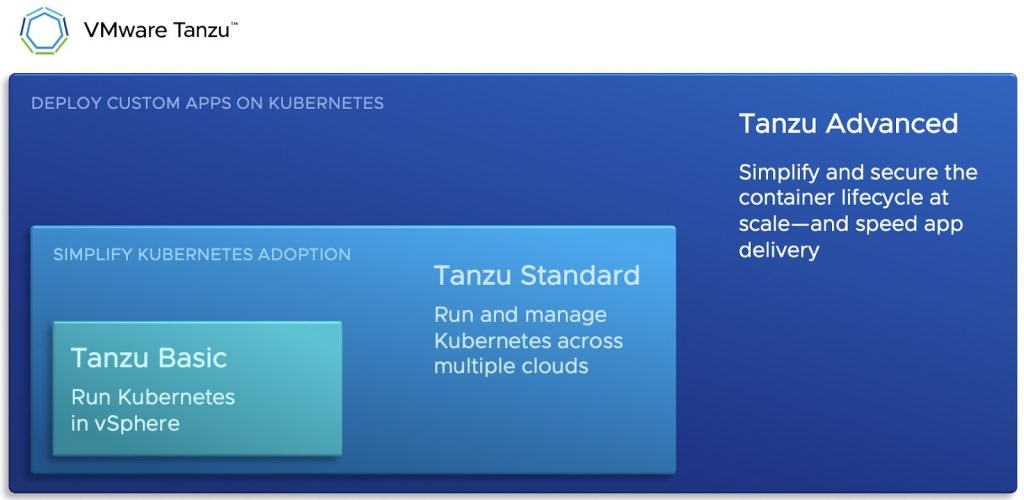 VMware Tanzu™
DEPLOY CUSTOM APPS ON KUBERNETES
Tanzu Advanced
Simplify and secure the
container lifecycle at
scale—and speed app
delivery
SIMPLIFY KUBERNETES ADOPTION
Tanzu Standard
Run and manage
Kubernetes across
multiple clouds
Tanzu Basic
Run Kubernetes
in vSphere